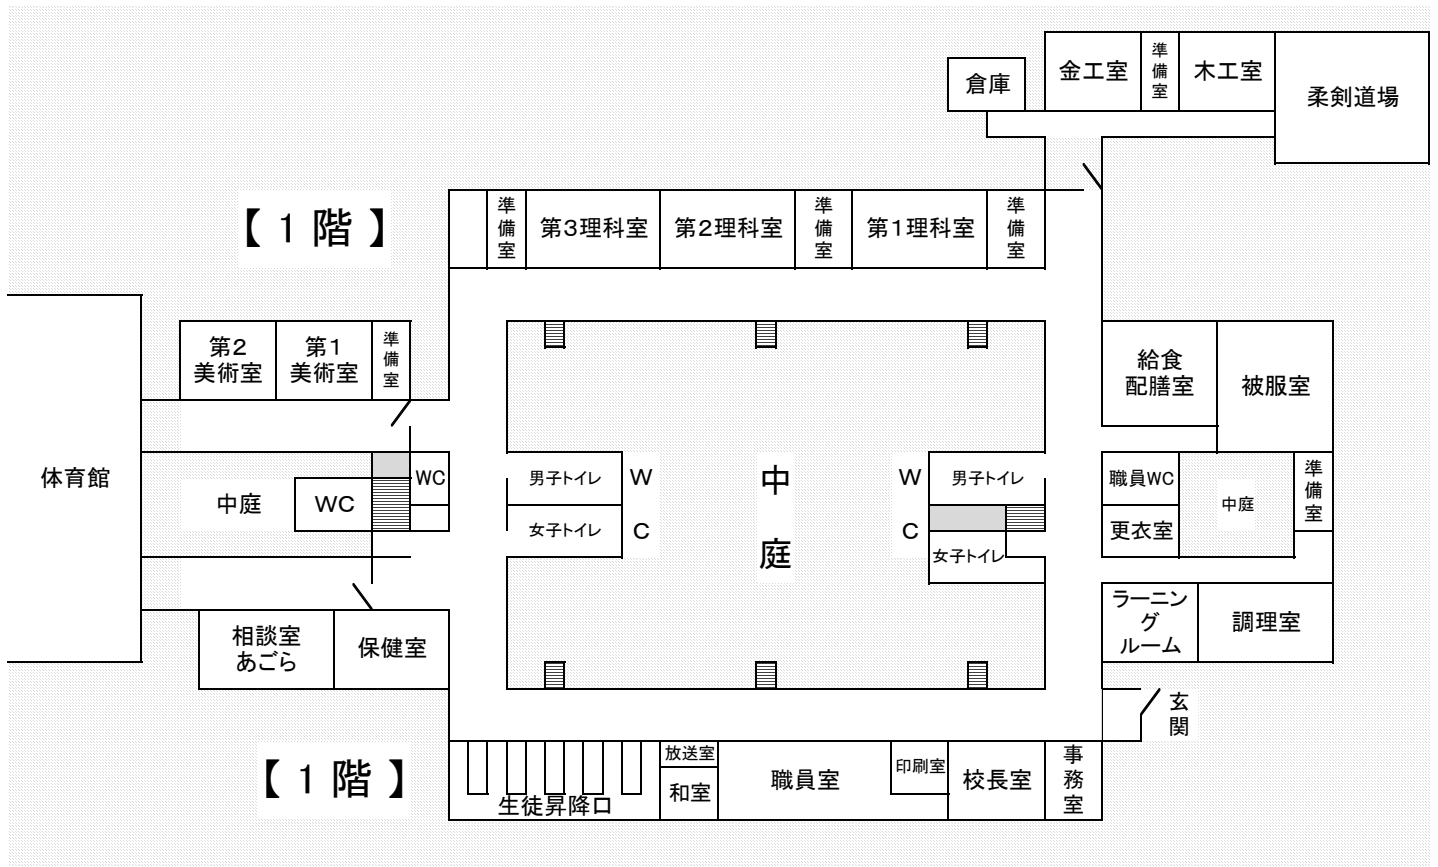 倉庫
金工室
準備室
木工室
柔剣道場
【１階】
準備室
第3理科室
第2理科室
準備室
第1理科室
準備室
第2
美術室
第1
美術室
準備室
給食
配膳室
被服室
体育館
中庭
WC
WC
男子トイレ
女子トイレ
WC
中庭
WC
男子トイレ
女子トイレ
職員WC
更衣室
中庭
準備室
相談室
あごら
保健室
ラーニン
グ
ルーム
調理室
玄関
【１階】
生徒昇降口
放送室
和室
職員室
印刷室
校長室
事務室